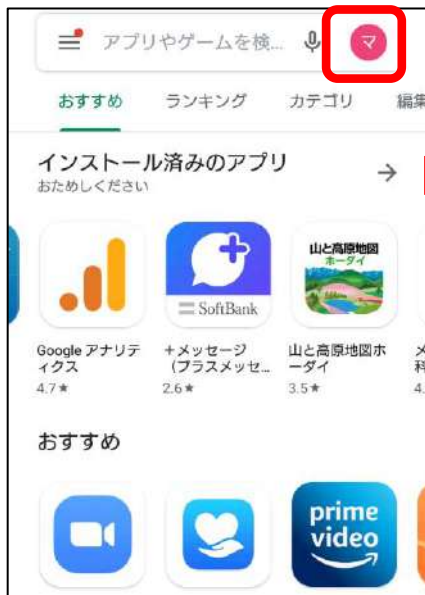 アプリやゲームを検...
マ
おすすめ
ランキング
カテゴリ
編集
インストール済みのアプリ
おためしください
山と高原地図
ホーダイ
SoftBank
Google アナリテ
ィクス
4.7★
+メッセージ
(プラスメッセ...
2.6★
山と高原地図ホ
ーダイ
3.5★
メ
科
4.
おすすめ
prime
video